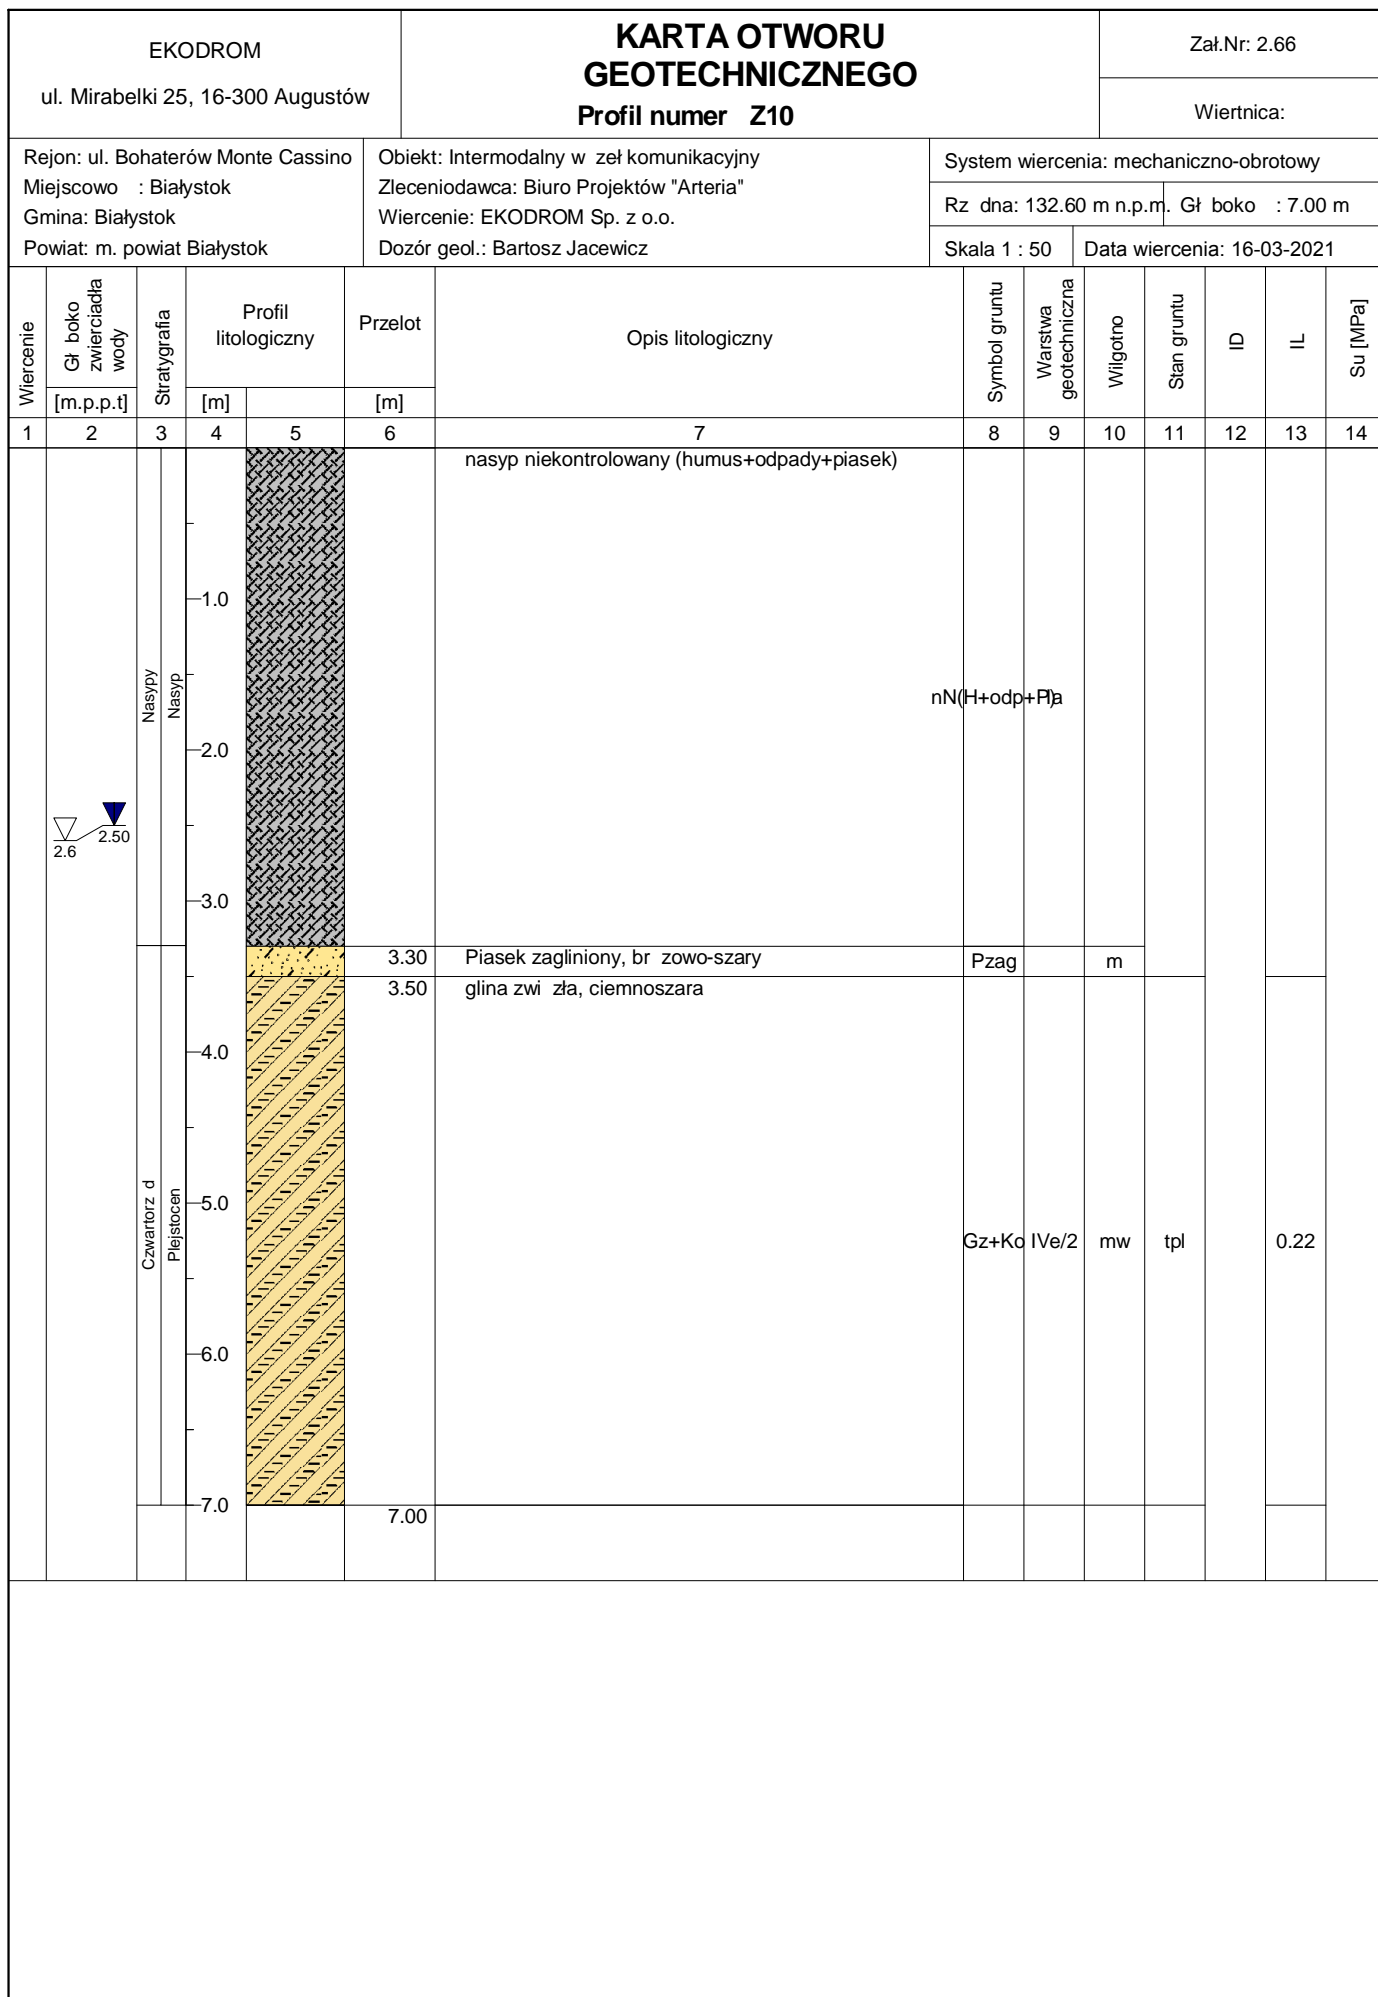 EKODROM
ul. Mirabelki 25, 16-300 Augustów
KARTA OTWORU
GEOTECHNICZNEGO
Profil numer Z10
Zał.Nr: 2.66
Wiertnica:
Rejon: ul. Bohaterów Monte Cassino
Miejscowo : Białystok
Gmina: Białystok
Powiat: m. powiat Białystok
Obiekt: Intermodalny w zeł komunikacyjny
Zleceniodawca: Biuro Projektów "Arteria"
Wiercenie: EKODROM Sp. z o.o.
Dozór geol.: Bartosz Jacewicz
System wiercenia: mechaniczno-obrotowy
Rz dna: 132.60 m n.p.m. Gł boko : 7.00 m
Skala 1 : 50 Data wiercenia: 16-03-2021
Wiercenie
Gł boko
zwierciadła
wody
[m.p.p.t]
Stratygrafia
Profil
litologiczny
[m]
Przelot
[m]
Opis litologiczny
Symbol gruntu
Warstwa
geotechniczna
Wilgotno
Stan gruntu
ID
IL
Su [MPa]
1 2 3 4 5 6 7 8 9 10 11 12 13 14
nasyp niekontrolowany (humus+odpady+piasek)
1.0
Nasypy
Nasyp
nN(H+odp+P)Ia
2.0
2.6
2.50
3.0
3.30 Piasek zagliniony, br zowo-szary Pzag m
3.50 glina zwi zła, ciemnoszara
4.0
5.0
Czwartorz d
Plejstocen
Gz+Ko IVe/2 mw tpl 0.22
6.0
7.0
7.00